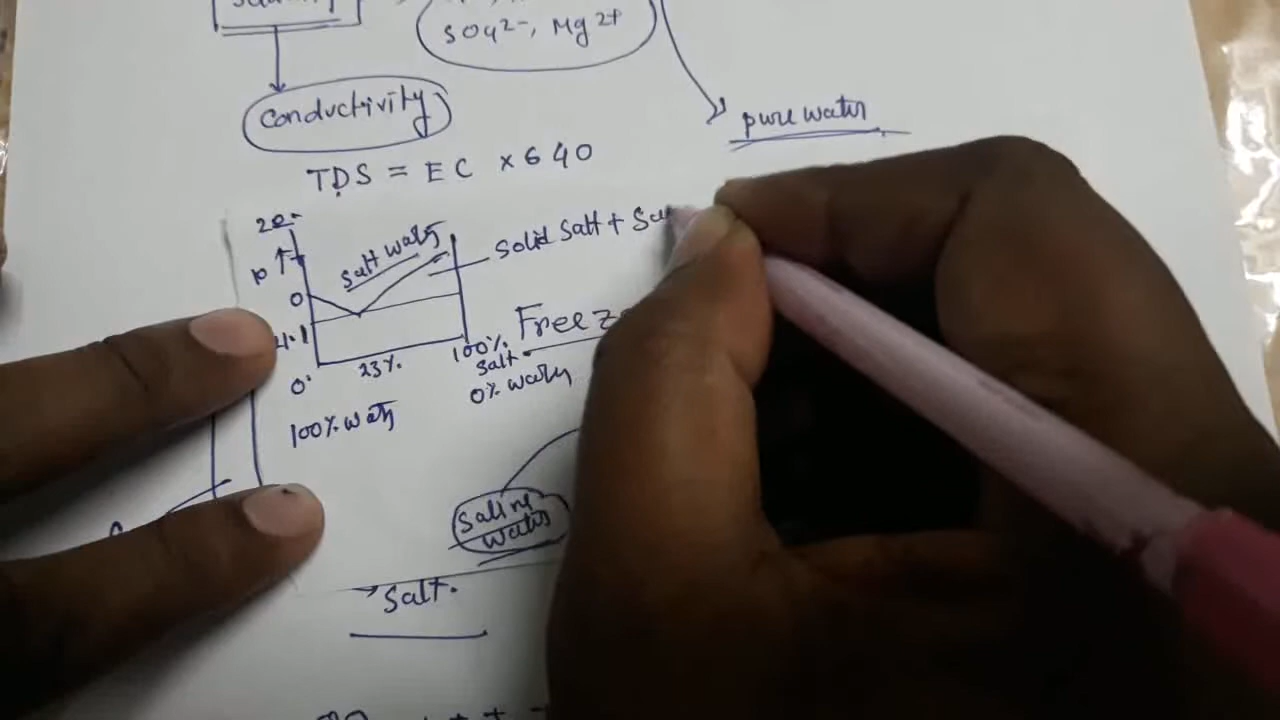 SO4²⁻, Mg²⁺
Conductivity
pure water
TDS = EC × 640
20
10
0
Salt water
Solid Salt + Sa
23%
0°
100% water
100%
Salt
0% water
Freez
Saline
water
Salt.